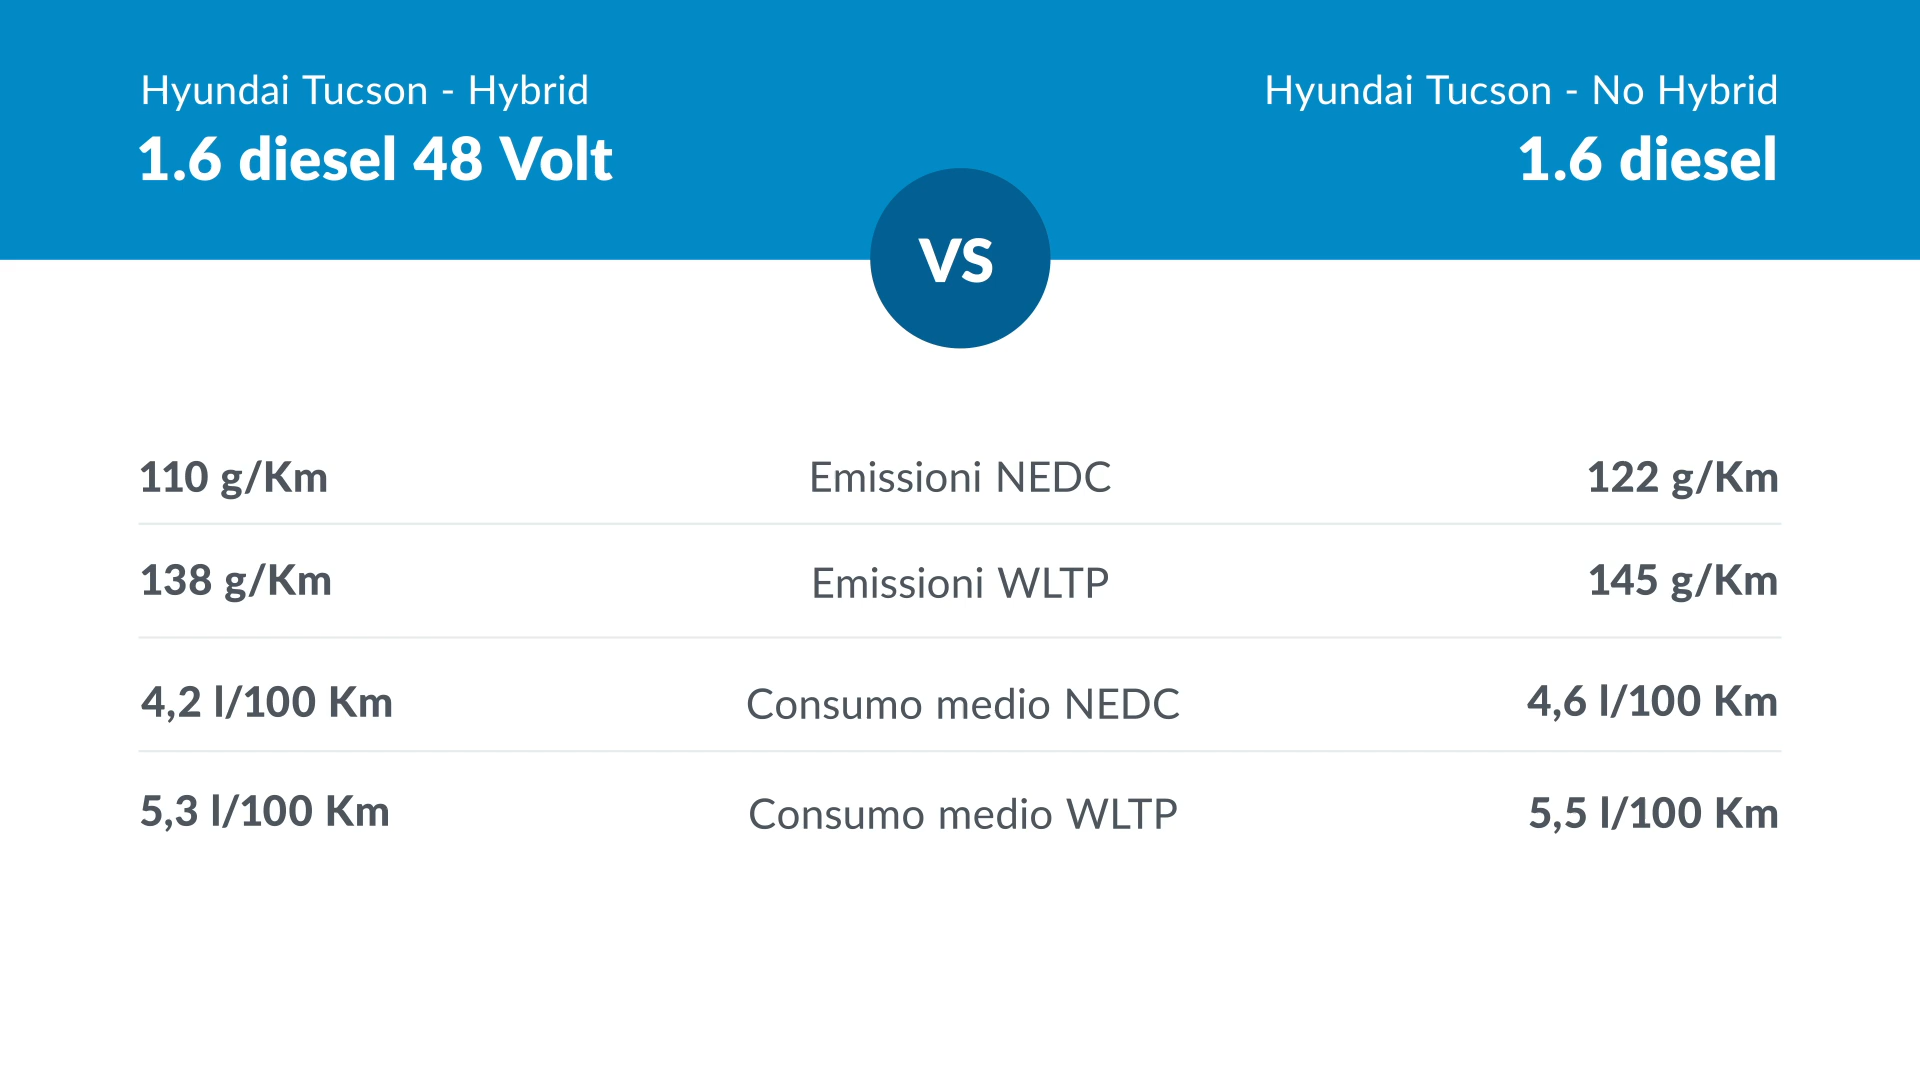 Hyundai Tucson - Hybrid
1.6 diesel 48 Volt
Hyundai Tucson - No Hybrid
1.6 diesel
VS
110 g/Km Emissioni NEDC 122 g/Km
138 g/Km Emissioni WLTP 145 g/Km
4,2 l/100 Km Consumo medio NEDC 4,6 l/100 Km
5,3 l/100 Km Consumo medio WLTP 5,5 l/100 Km